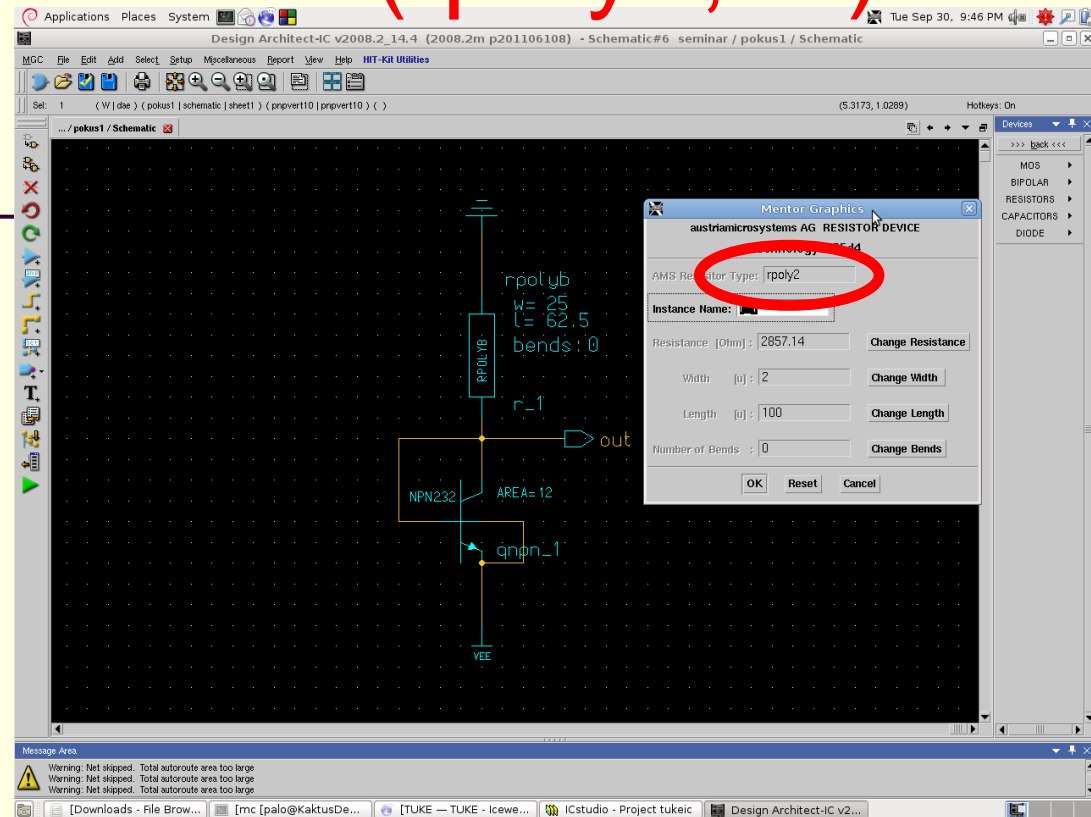 Applications Places System
Tue Sep 30, 9:46 PM
Design Architect-IC v2008.2_14.4 (2008.2m p201106108) - Schematic#6 seminar / pokus1 / Schematic
MGC File Edit Add Select Setup Miscellaneous Report View Help HIT-Kit Utilities
Sel: 1 ( W | dae ) ( pokus1 | schematic | sheet1 ) ( pnpvert10 | pnpvert10 ) ( ) (5.3173, 1.0289) Hotkeys: On
... / pokus1 / Schematic
Devices
>>> back <<<
MOS
BIPOLAR
RESISTORS
CAPACITORS
DIODE
Mentor Graphics
austriamicrosystems AG RESISTOR DEVICE
AMS Resistor Type: rpoly2
Instance Name:
Resistance [Ohm] : 2857.14 Change Resistance
Width [u] : 2 Change Width
Length [u] : 100 Change Length
Number of Bends : 0 Change Bends
OK Reset Cancel
rpolyb
w= 25
l= 62.5
bends:0
RPOLYB
r_1
out
NPN232
AREA=12
qnpn_1
VEE
Message Area
Warning: Net skipped. Total autoroute area too large
Warning: Net skipped. Total autoroute area too large
Warning: Net skipped. Total autoroute area too large
[Downloads - File Brow... [mc [palo@KaktusDe... [TUKE — TUKE - Icewe... ICstudio - Project tukeic Design Architect-IC v2...